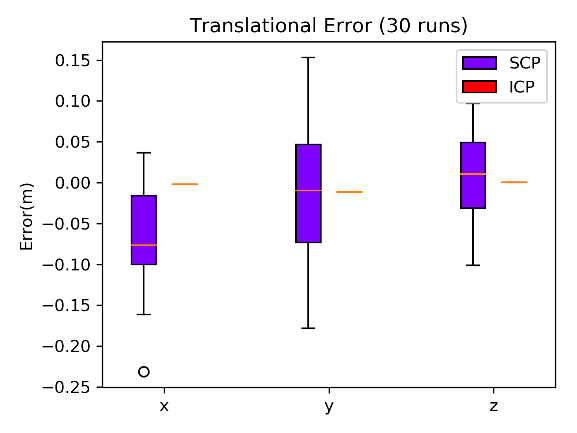 Translational Error (30 runs)
SCP
ICP
0.15
0.10
0.05
0.00
−0.05
−0.10
−0.15
−0.20
−0.25
Error(m)
x
y
z